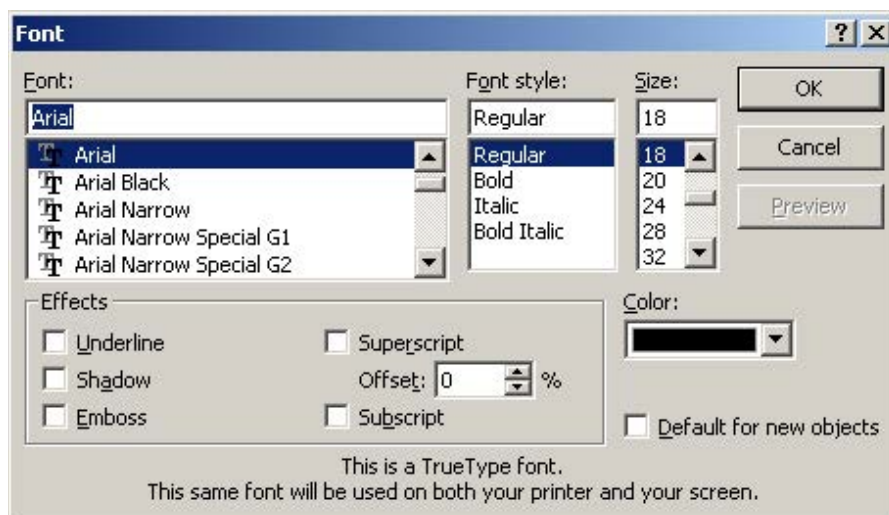 Font
Font:
Font style:
Size:
OK
Arial
Regular
18
Cancel
Preview
Arial
Arial Black
Arial Narrow
Arial Narrow Special G1
Arial Narrow Special G2
Regular
Bold
Italic
Bold Italic
18
20
24
28
32
Effects
Underline
Shadow
Emboss
Superscript
Offset: 0 %
Subscript
Color:
Default for new objects
This is a TrueType font.
This same font will be used on both your printer and your screen.